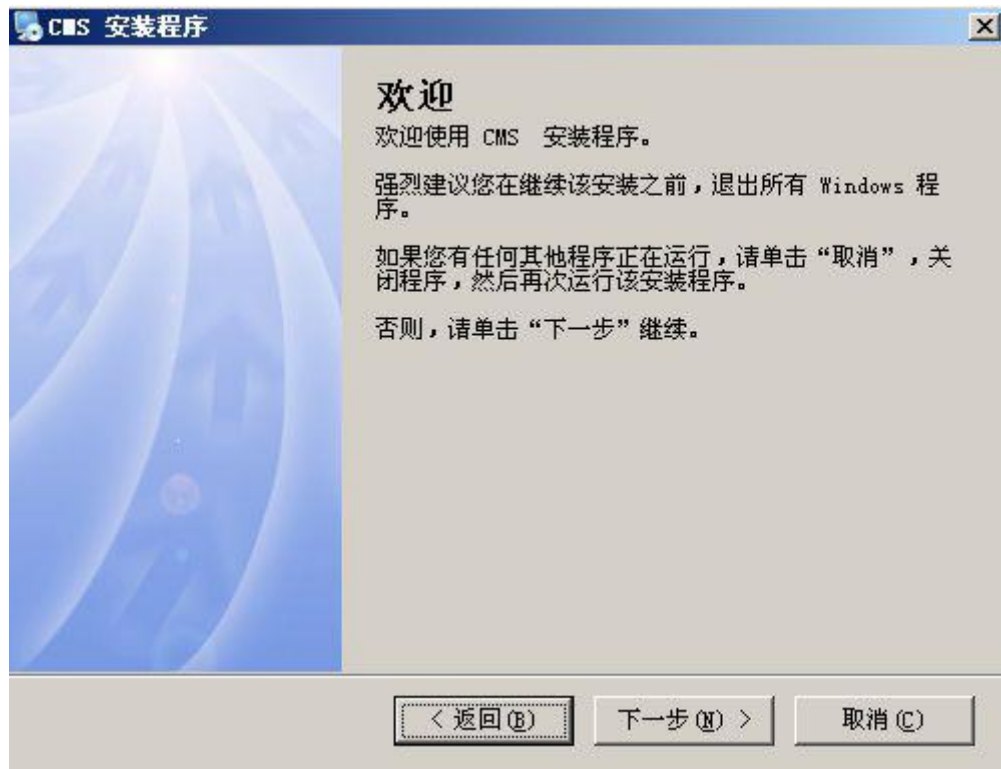 CMS 安装程序
欢迎
欢迎使用 CMS 安装程序。
强烈建议您在继续该安装之前，退出所有 Windows 程
序。
如果您有任何其他程序正在运行，请单击“取消”，关
闭程序，然后再次运行该安装程序。
否则，请单击“下一步”继续。
< 返回(B) 下一步(N) > 取消(C)